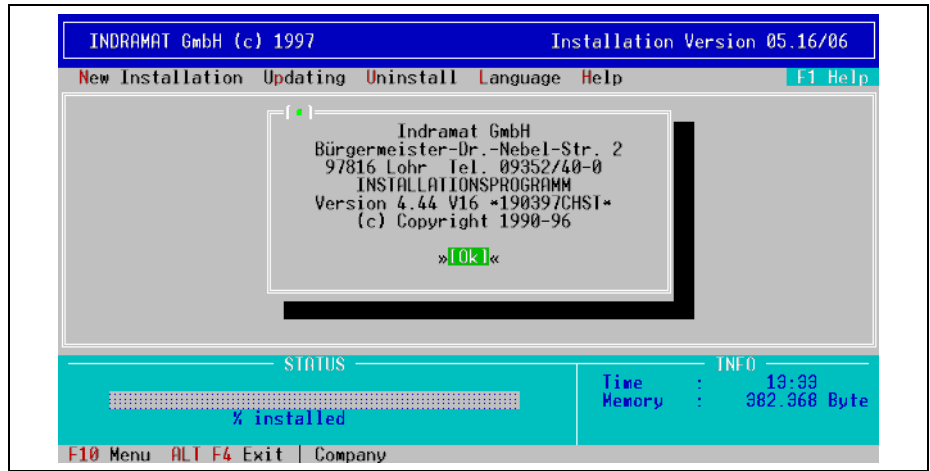 INDRAMAT GmbH (c) 1997 Installation Version 05.16/06
New Installation Updating Uninstall Language Help F1 Help
Indramat GmbH
Bürgermeister-Dr.-Nebel-Str. 2
97816 Lohr Tel. 09352/40-0
INSTALLATIONSPROGRAMM
Version 4.44 V16 *190397CHST*
(c) Copyright 1990-96
»[Ok]«
STATUS INFO
Time : 13:33
Memory : 382.368 Byte
% installed
F10 Menu ALT F4 Exit | Company